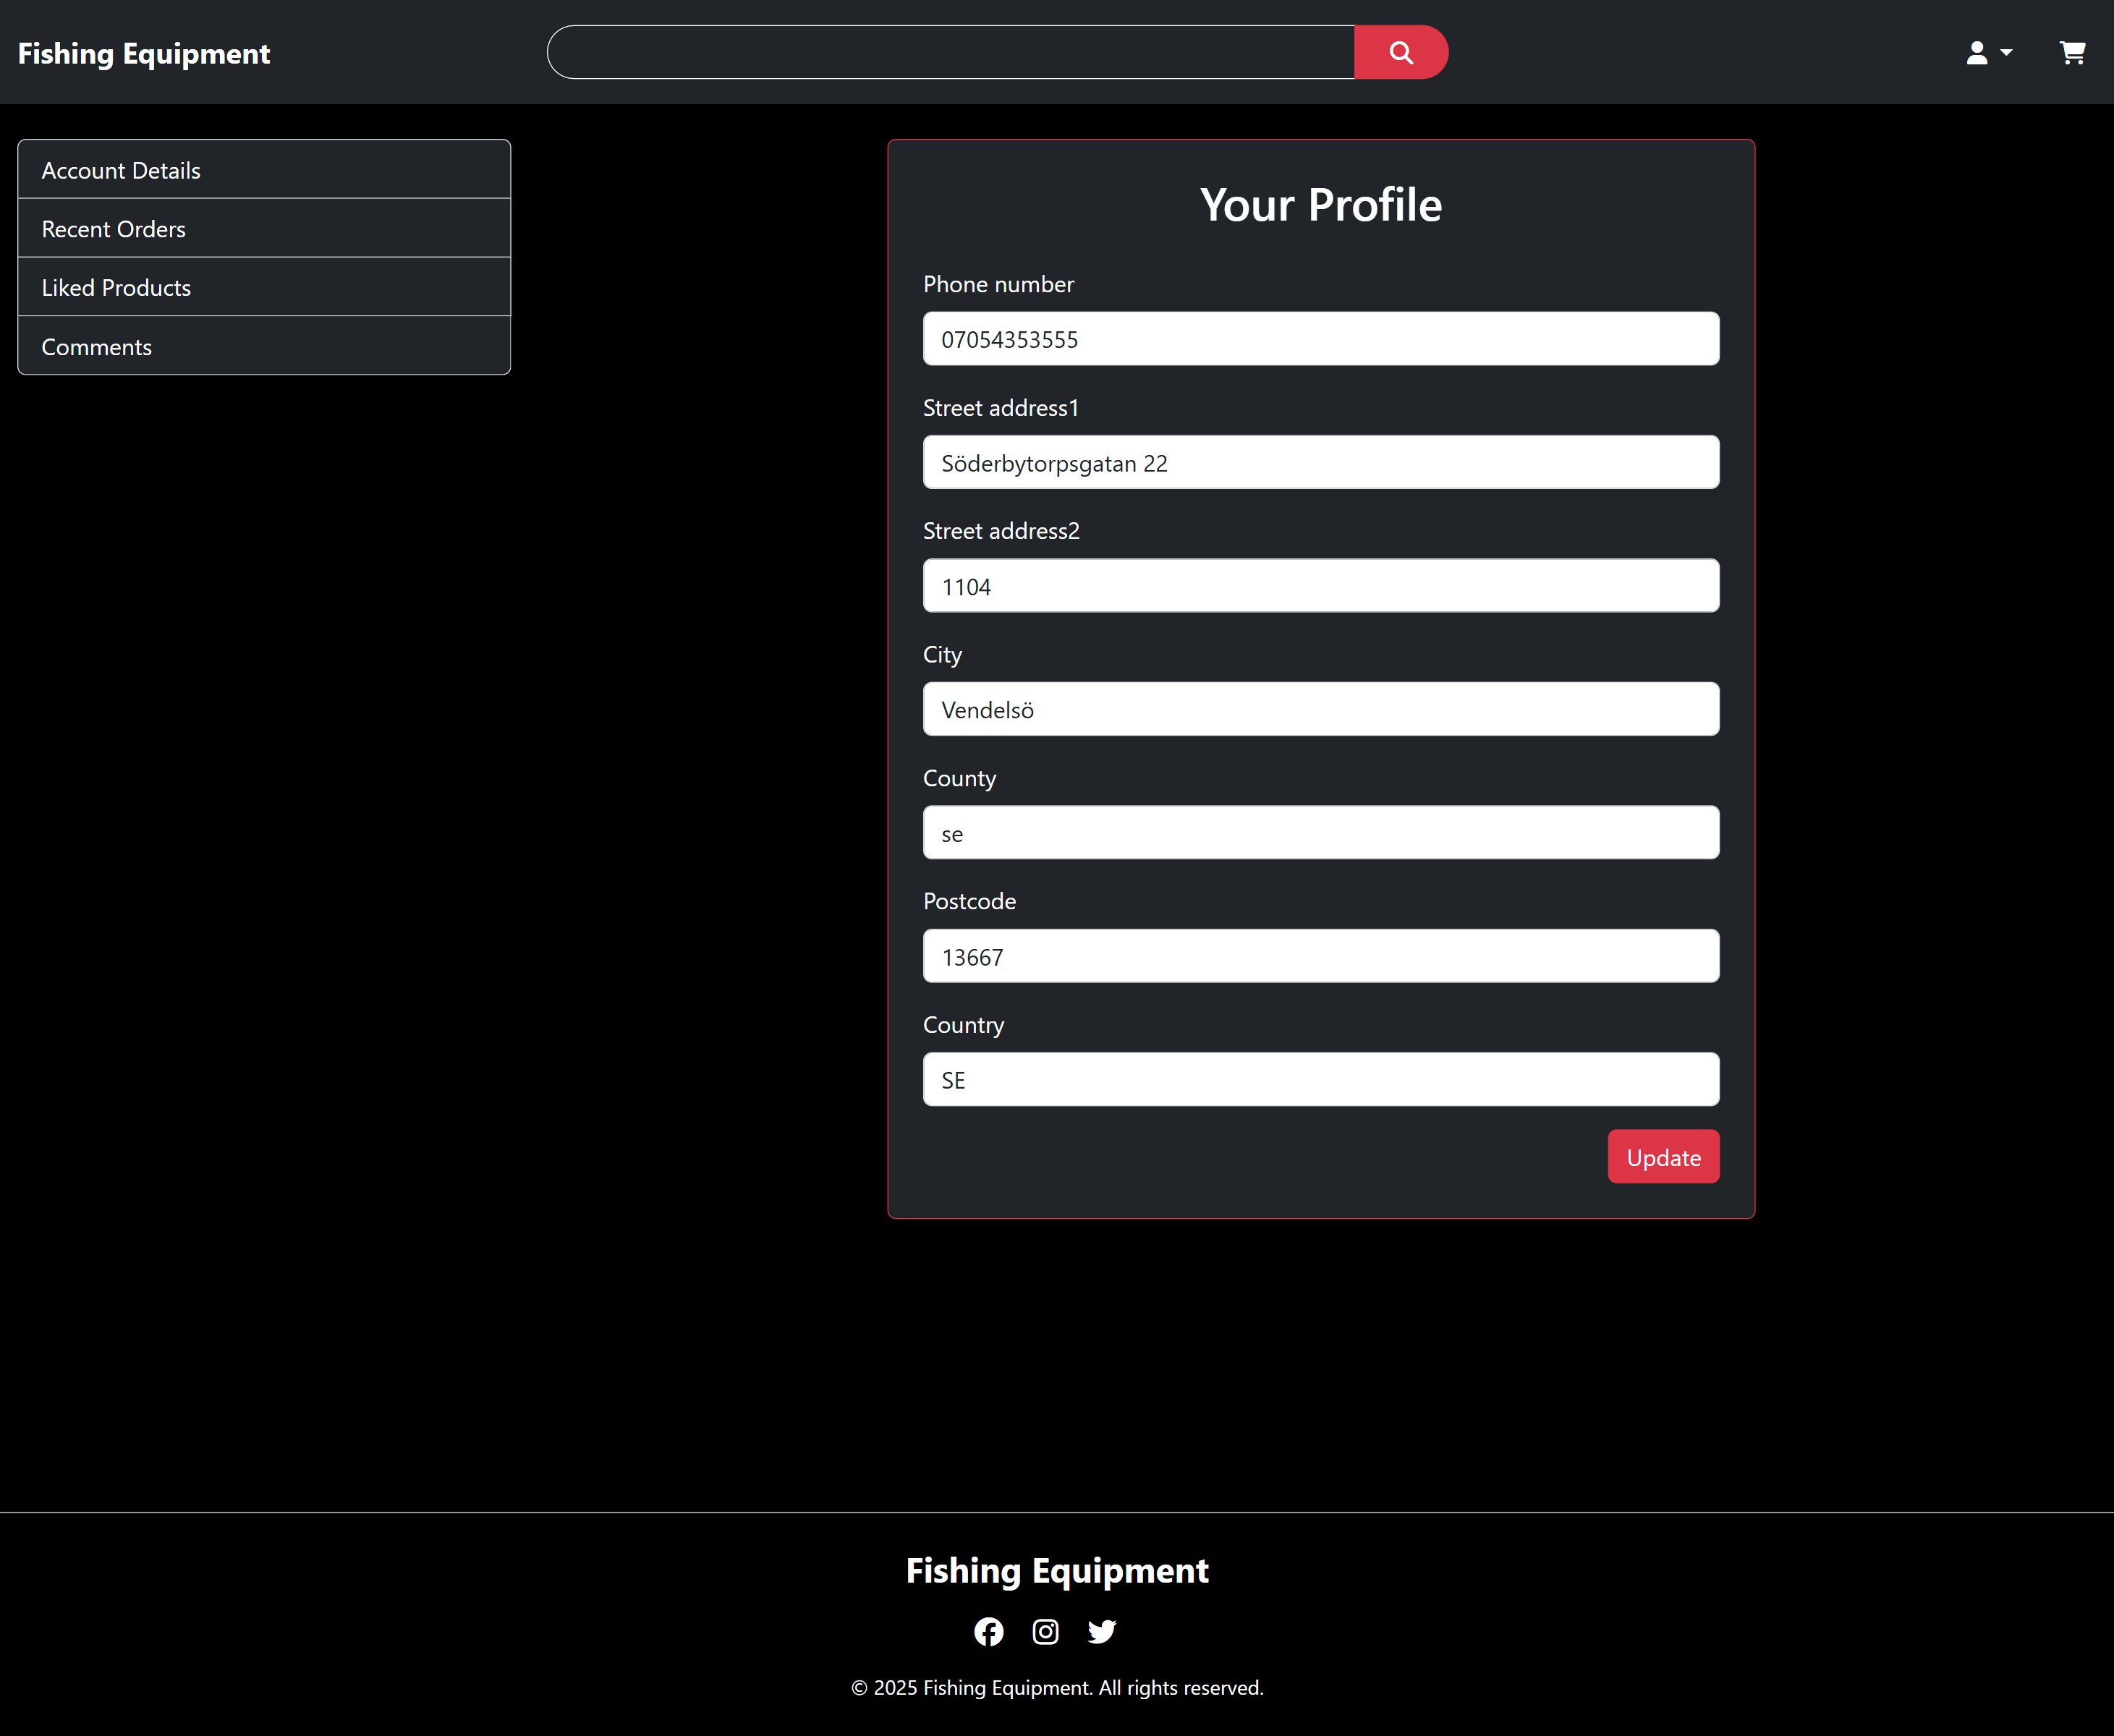 Fishing Equipment
Account Details
Recent Orders
Liked Products
Comments
Your Profile
Phone number
07054353555
Street address1
Söderbytorpsgatan 22
Street address2
1104
City
Vendelsö
County
se
Postcode
13667
Country
SE
Update
Fishing Equipment
© 2025 Fishing Equipment. All rights reserved.